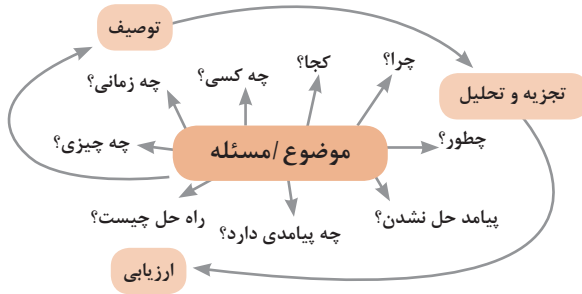 توصیف
چرا؟
کجا؟
چه کسی؟
چه زمانی؟
تجزیه و تحلیل
چطور؟
موضوع /مسئله
چه چیزی؟
پیامد حل نشدن؟
چه پیامدی دارد؟
راه حل چیست؟
ارزیابی